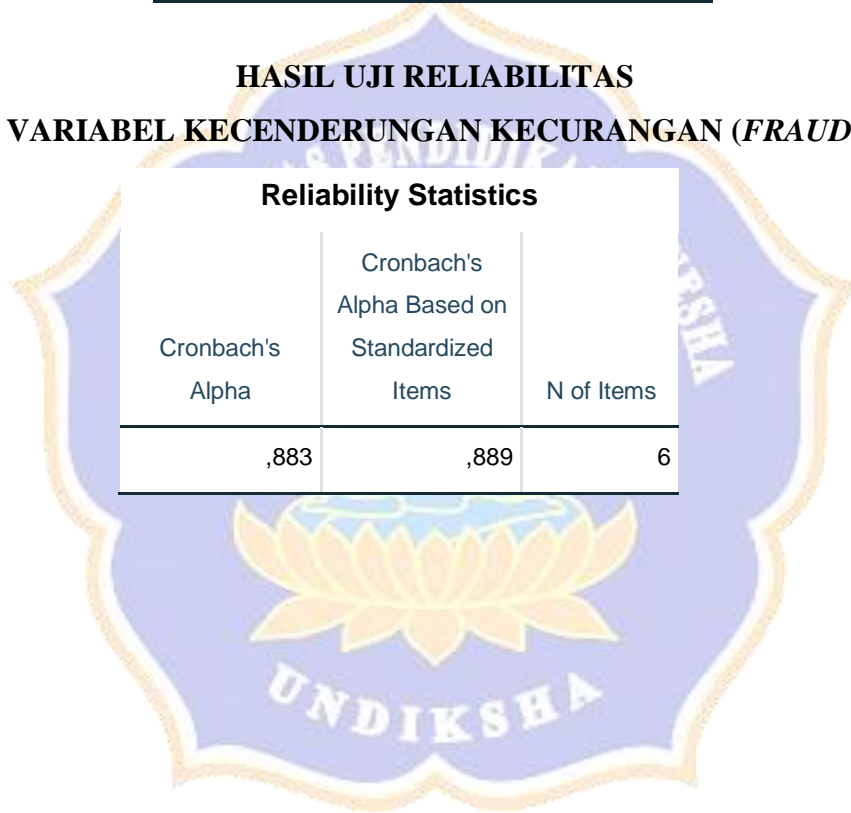 HASIL UJI RELIABILITAS
VARIABEL KECENDERUNGAN KECURANGAN (FRAUD
Reliability Statistics
Cronbach's Alpha
Cronbach's Alpha Based on Standardized Items
N of Items
,883 ,889 6
UNDIKSHA